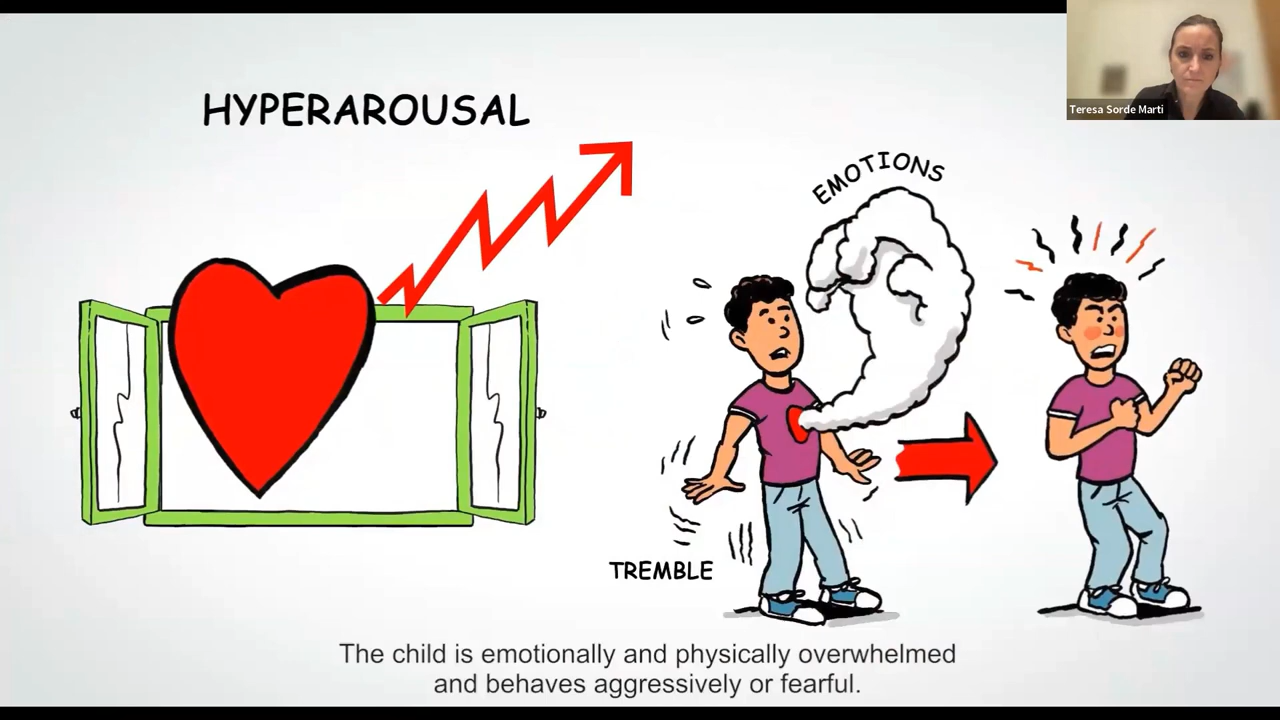 Teresa Sorde Marti
HYPERAROUSAL
EMOTIONS
TREMBLE
The child is emotionally and physically overwhelmed
and behaves aggressively or fearful.